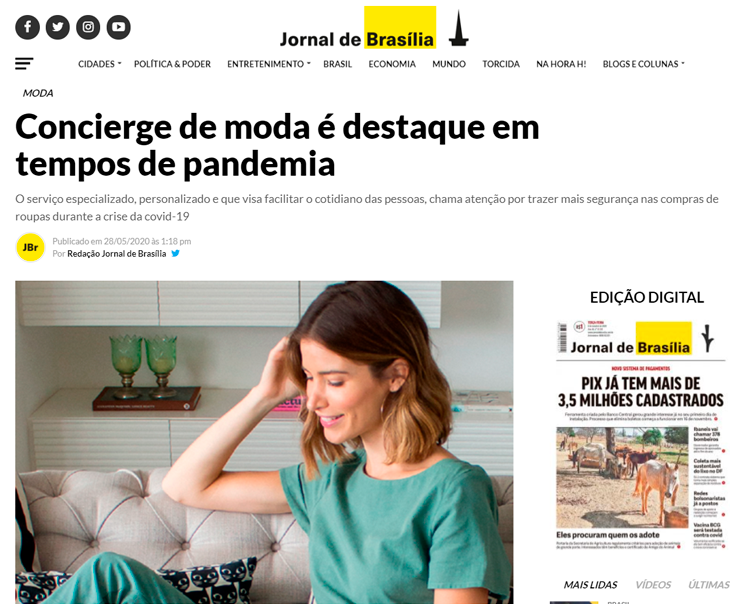 Jornal de Brasília
CIDADES POLÍTICA & PODER ENTRETENIMENTO BRASIL ECONOMIA MUNDO TORCIDA NA HORA H! BLOGS E COLUNAS
MODA
Concierge de moda é destaque em
tempos de pandemia
O serviço especializado, personalizado e que visa facilitar o cotidiano das pessoas, chama atenção por trazer mais segurança nas compras de
roupas durante a crise da covid-19
JBr
Publicado em 28/05/2020 às 1:18 pm
Por Redação Jornal de Brasília
EDIÇÃO DIGITAL
Jornal de Brasília
NOVO SISTEMA DE PAGAMENTOS
PIX JÁ TEM MAIS DE
3,5 MILHÕES CADASTRADOS
Ibaneis vai
chamar 378
bombeiros
Coleta mais
sustentável
do lixo no DF
Redes
bolsonaristas
já a postos
Vacina BCG
será testada
contra covid
Eles procuram quem os adote
MAIS LIDAS VÍDEOS ÚLTIMAS